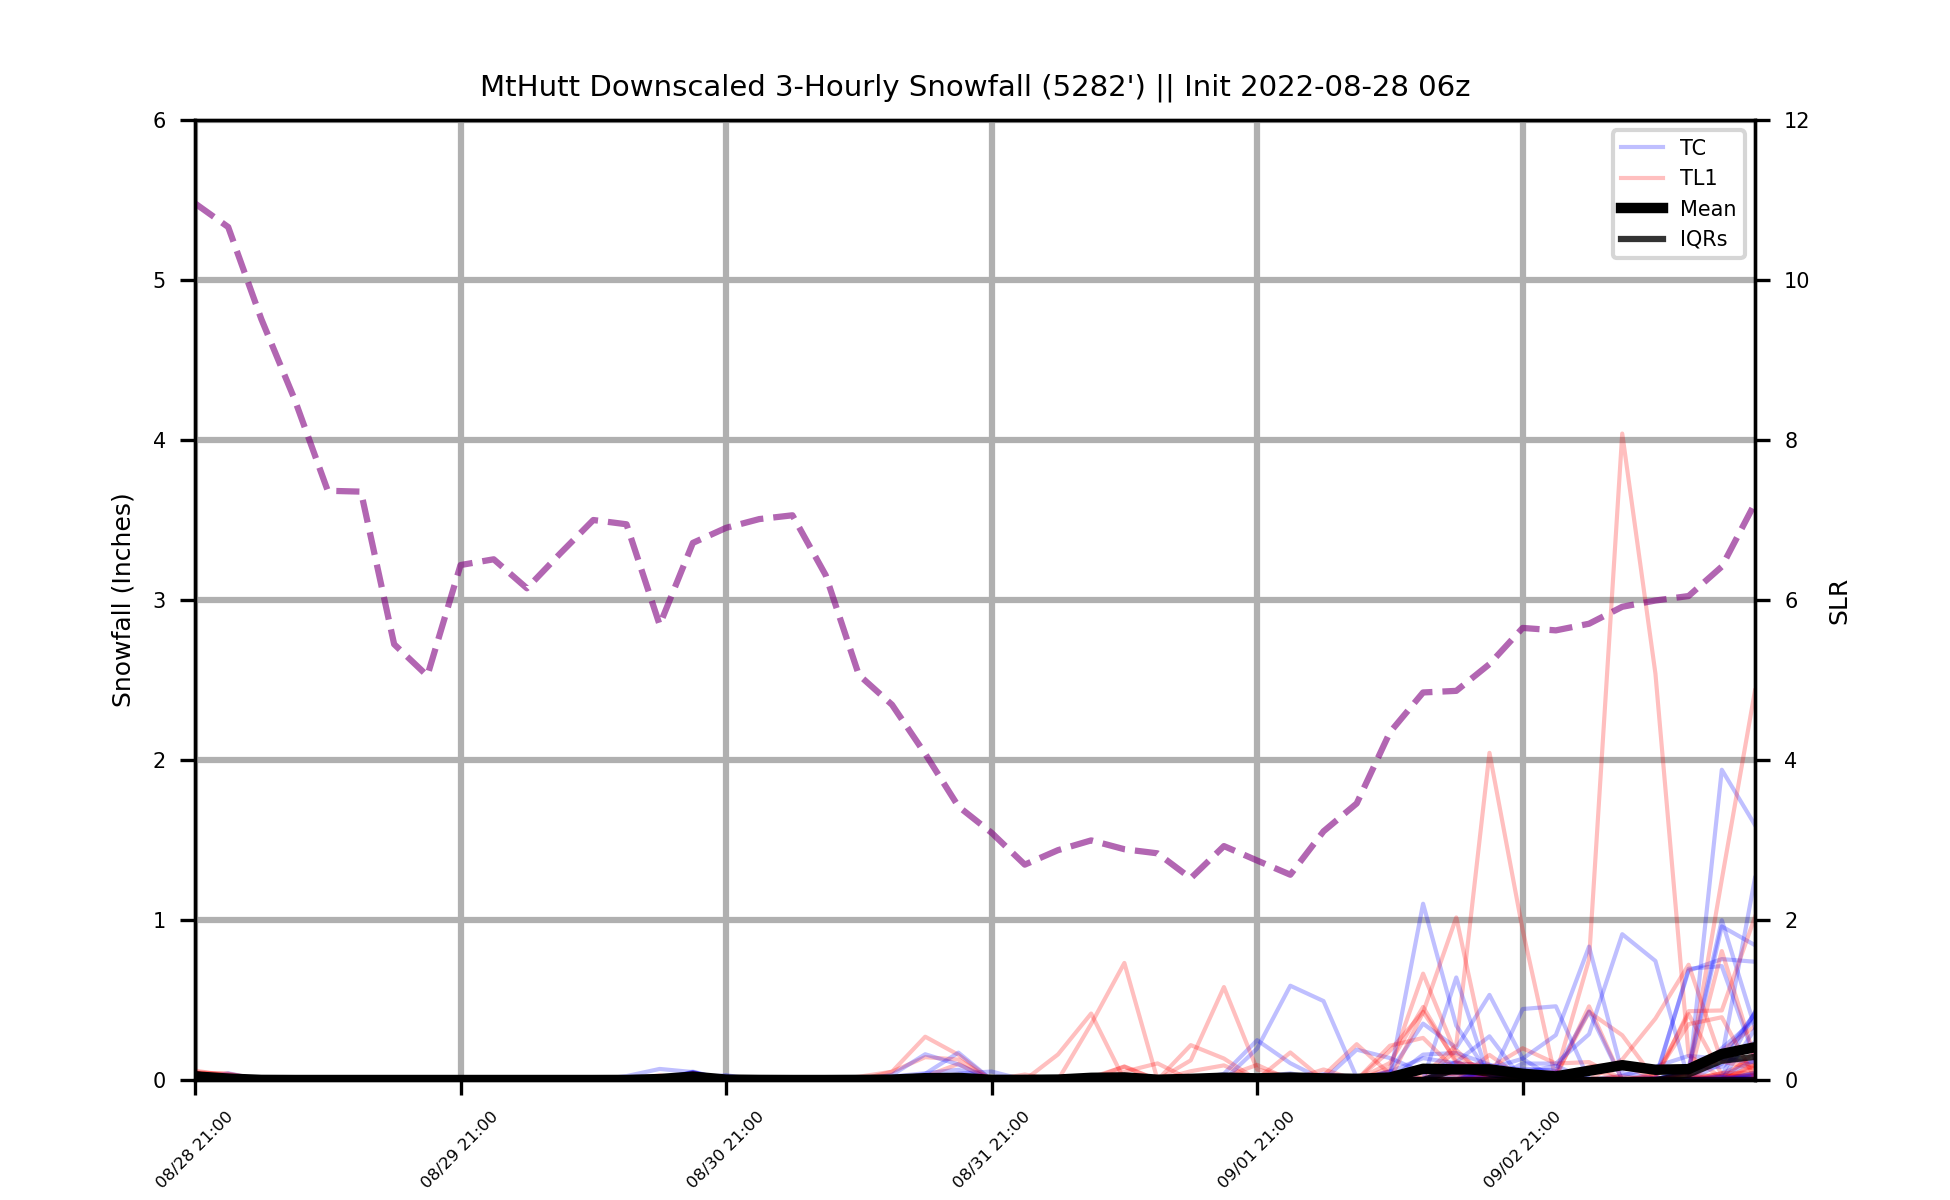 MtHutt Downscaled 3-Hourly Snowfall (5282') || Init 2022-08-28 06z
6
5
4
3
2
1
0
Snowfall (Inches)
12
10
8
6
4
2
0
SLR
TC
TL1
Mean
IQRs
08/28 21:00
08/29 21:00
08/30 21:00
08/31 21:00
09/01 21:00
09/02 21:00